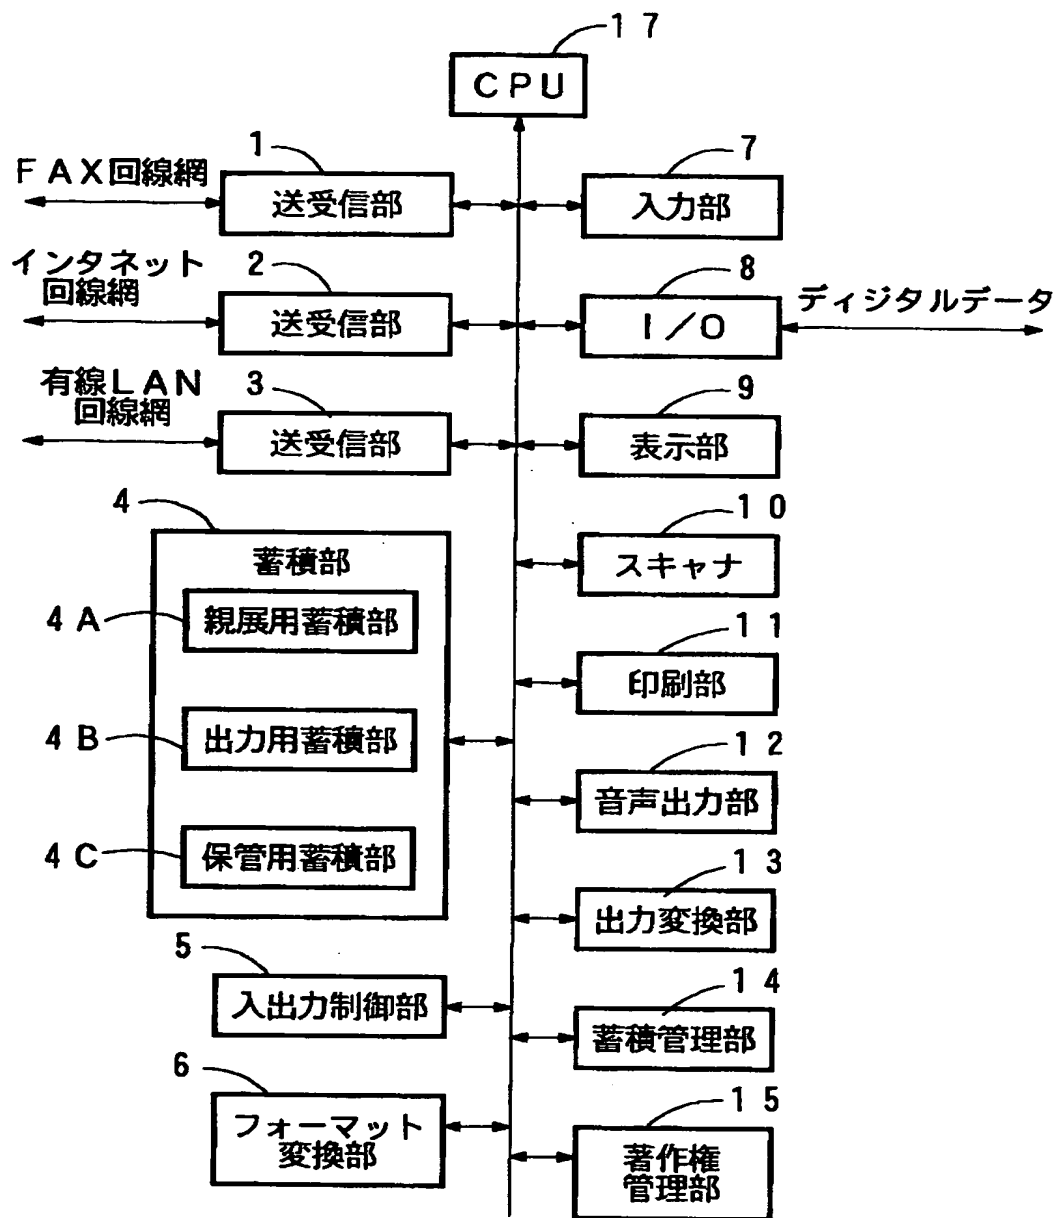 17
CPU
1
FAX回線網
送受信部
7
入力部
インタネット
回線網
2
送受信部
8
I/O
ディジタルデータ
有線LAN
回線網
3
送受信部
9
表示部
4
蓄積部
4A
親展用蓄積部
4B
出力用蓄積部
4C
保管用蓄積部
10
スキャナ
11
印刷部
12
音声出力部
13
出力変換部
5
入出力制御部
14
蓄積管理部
6
フォーマット
変換部
15
著作権
管理部